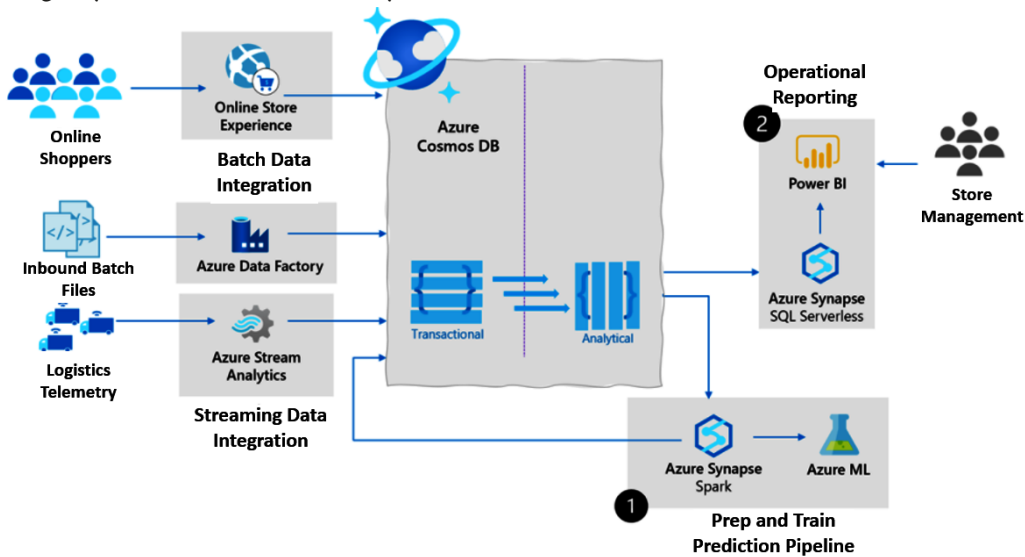 Online
Shoppers
Online Store
Experience
Batch Data
Integration
Inbound Batch
Files
Azure Data Factory
Logistics
Telemetry
Azure Stream
Analytics
Streaming Data
Integration
Azure
Cosmos DB
Transactional
Analytical
Operational
Reporting
2
Power BI
Azure Synapse
SQL Serverless
Store
Management
Azure Synapse
Spark
Azure ML
1
Prep and Train
Prediction Pipeline